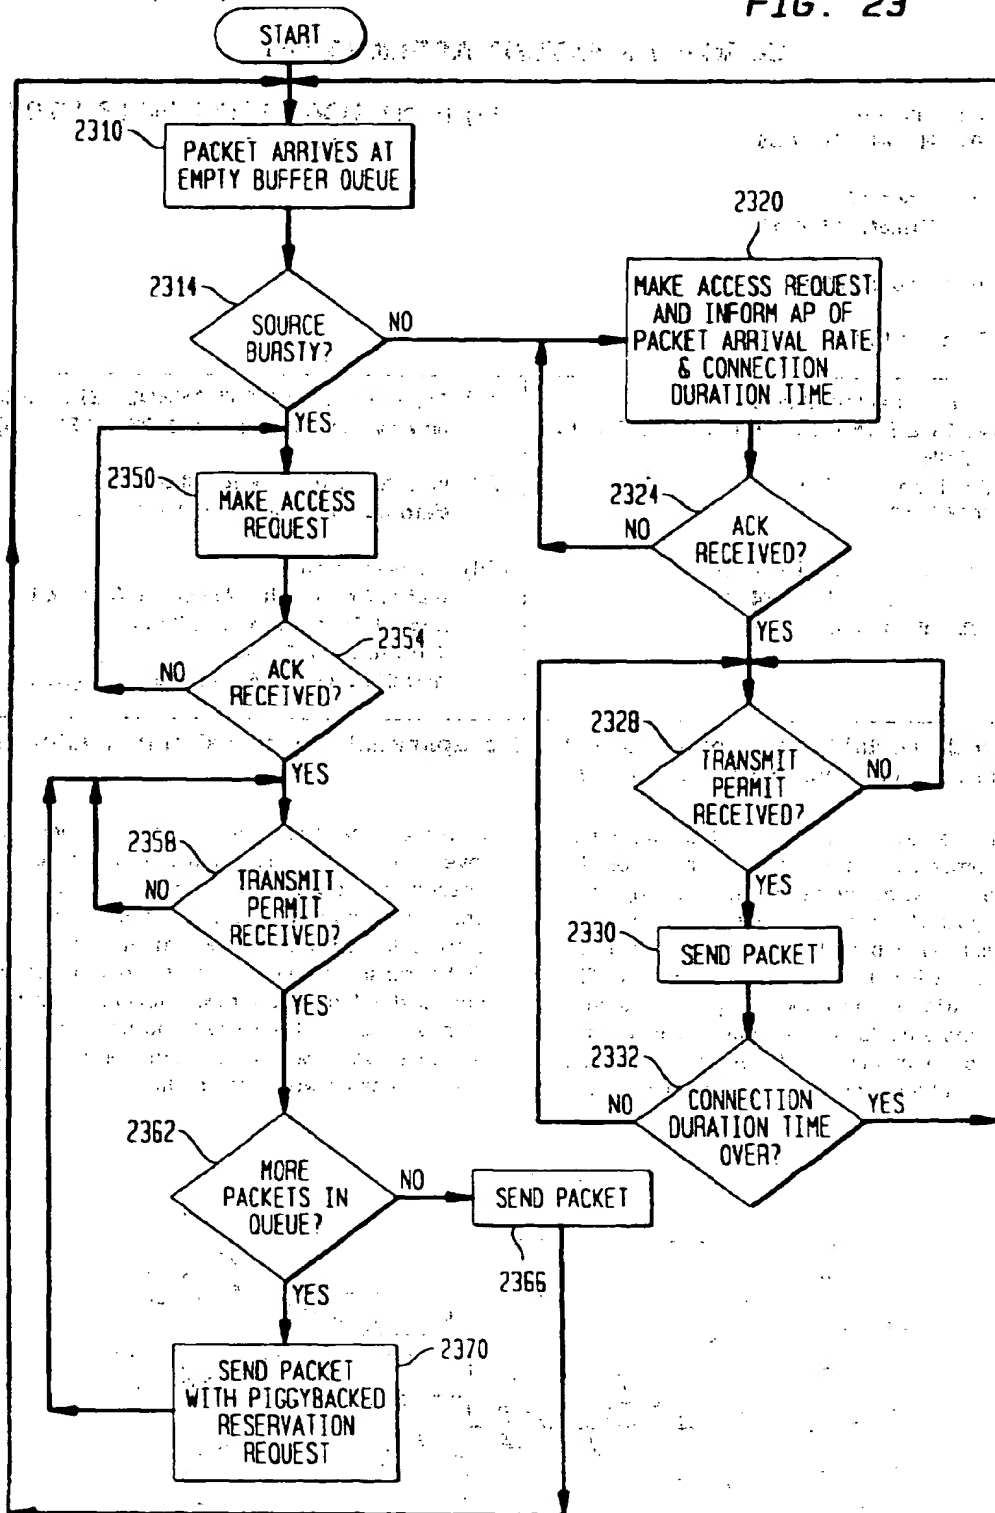 FIG. 23
START
2310
PACKET ARRIVES AT
EMPTY BUFFER QUEUE
2314
SOURCE
BURSTY?
NO
YES
2320
MAKE ACCESS REQUEST
AND INFORM AP OF
PACKET ARRIVAL RATE
& CONNECTION
DURATION TIME
2350
MAKE ACCESS
REQUEST
2324
ACK
RECEIVED?
NO
YES
2354
ACK
RECEIVED?
NO
YES
2328
TRANSMIT
PERMIT
RECEIVED?
NO
YES
2358
TRANSMIT
PERMIT
RECEIVED?
NO
YES
2330
SEND PACKET
2332
CONNECTION
DURATION TIME
OVER?
NO
YES
2362
MORE
PACKETS IN
QUEUE?
NO
YES
SEND PACKET
2366
2370
SEND PACKET
WITH PIGGYBACKED
RESERVATION
REQUEST